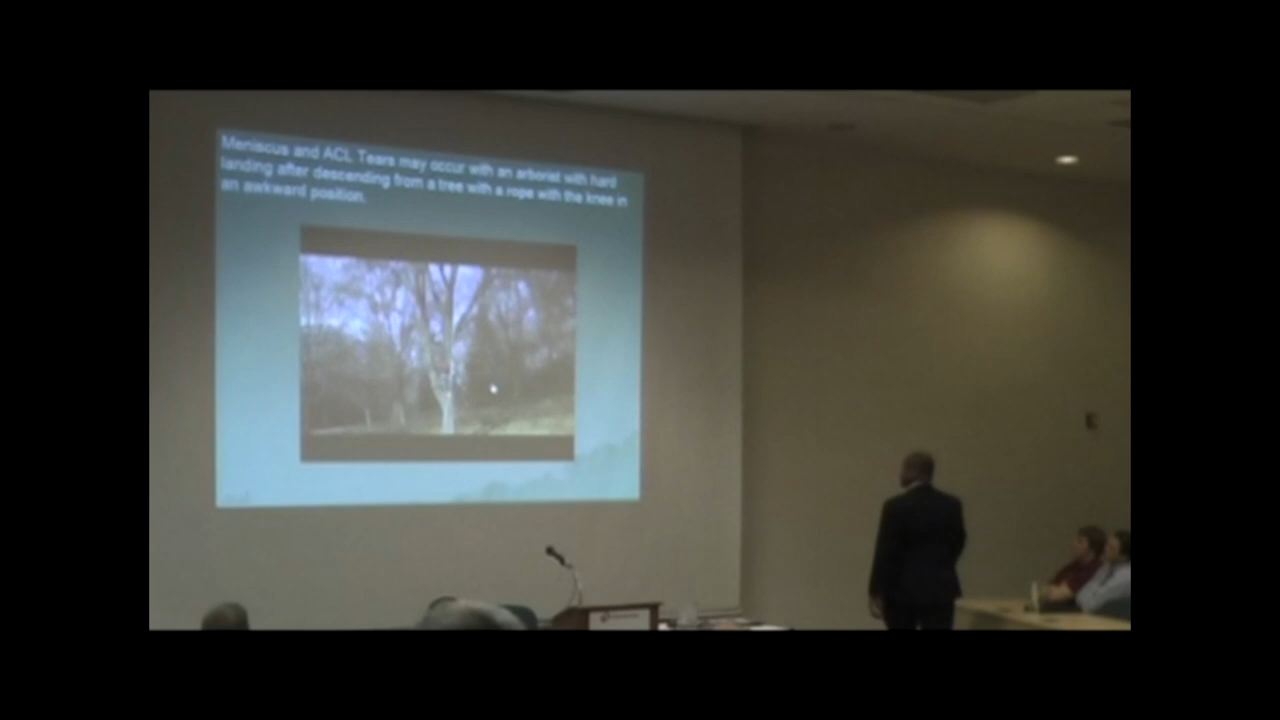 Meniscus and ACL Tears may occur with an arborist with hard
landing after descending from a tree with a rope with the knee in
an awkward position.